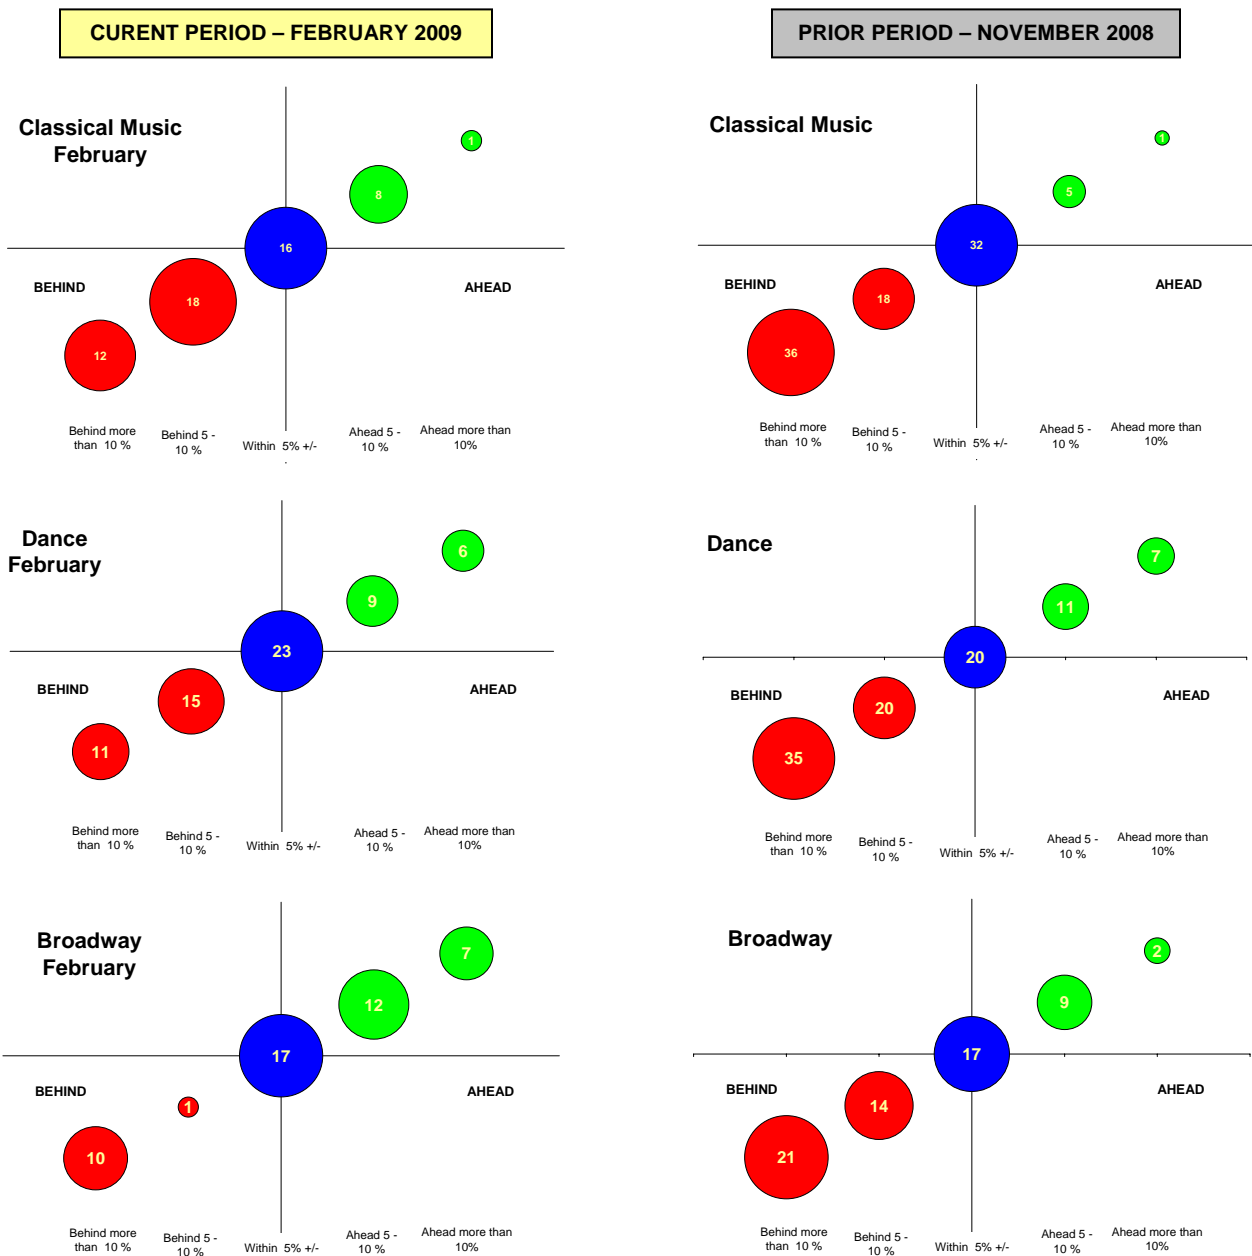 CURENT PERIOD – FEBRUARY 2009
PRIOR PERIOD – NOVEMBER 2008
Classical Music
February
1
8
16
18
12
BEHIND
AHEAD
Behind more
than 10 %
Behind 5 -
10 %
Within 5% +/-
Ahead 5 -
10 %
Ahead more than
10%
Classical Music
1
5
32
18
36
BEHIND
AHEAD
Behind more
than 10 %
Behind 5 -
10 %
Within 5% +/-
Ahead 5 -
10 %
Ahead more than
10%
Dance
February
6
9
23
15
11
BEHIND
AHEAD
Behind more
than 10 %
Behind 5 -
10 %
Within 5% +/-
Ahead 5 -
10 %
Ahead more than
10%
Dance
7
11
20
20
35
BEHIND
AHEAD
Behind more
than 10 %
Behind 5 -
10 %
Within 5% +/-
Ahead 5 -
10 %
Ahead more than
10%
Broadway
February
7
12
17
1
10
BEHIND
AHEAD
Behind more
than 10 %
Behind 5 -
10 %
Within 5% +/-
Ahead 5 -
10 %
Ahead more than
10%
Broadway
2
9
17
14
21
BEHIND
AHEAD
Behind more
than 10 %
Behind 5 -
10 %
Within 5% +/-
Ahead 5 -
10 %
Ahead more than
10%